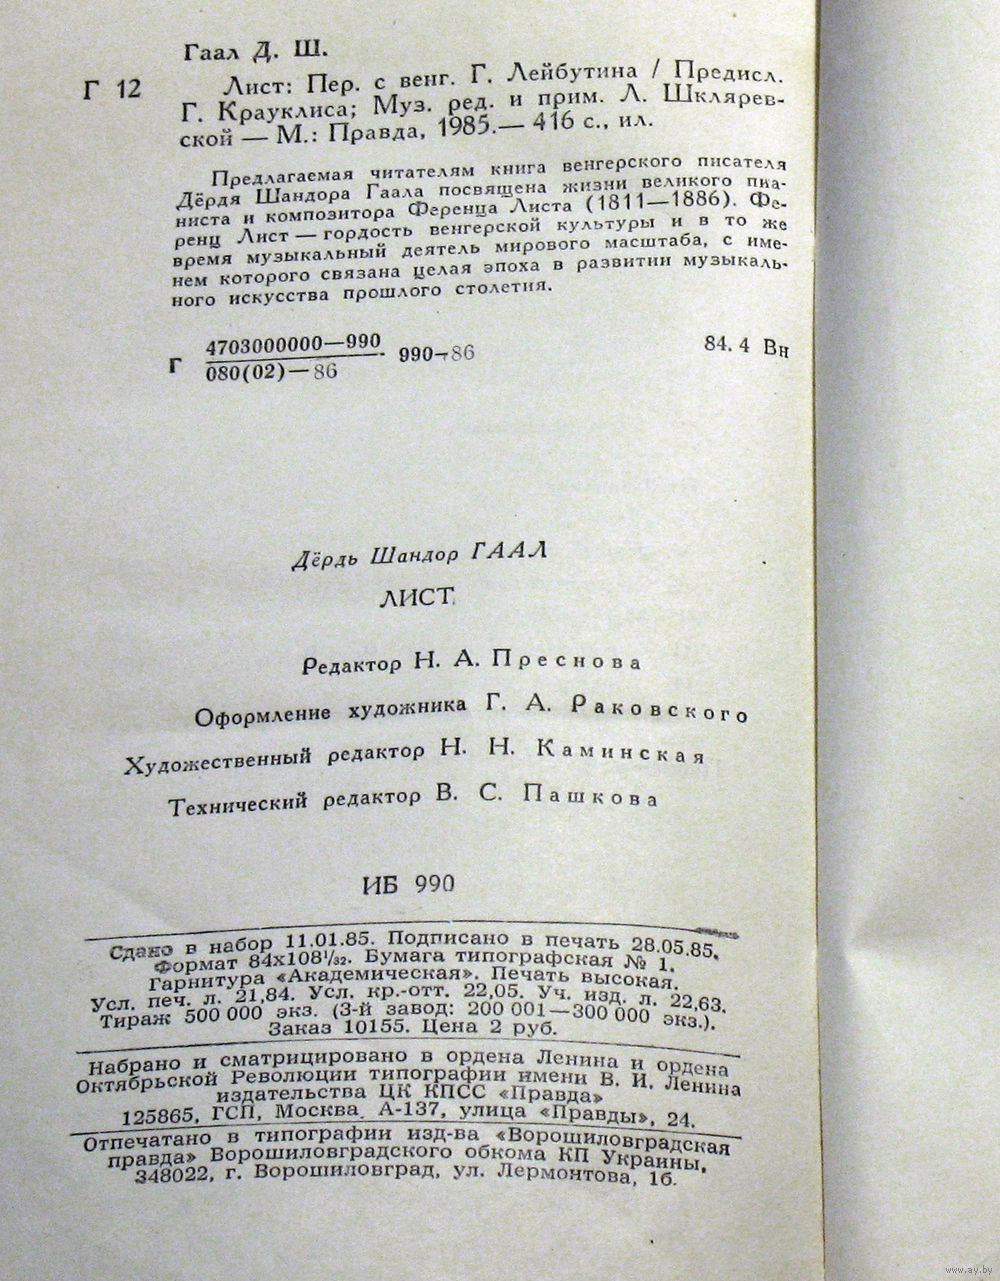 Гаал Д. Ш.
Г 12
Лист: Пер. с венг. Г. Лейбутина / Предисл.
Г. Крауклиса; Муз. ред. и прим. Л. Шклярев-
ской — М.: Правда, 1985.— 416 с., ил.
Предлагаемая читателям книга венгерского писателя
Дёрдя Шандора Гаала посвящена жизни великого пиа-
ниста и композитора Ференца Листа (1811—1886). Фе-
ренц Лист — гордость венгерской культуры и в то же
время музыкальный деятель мирового масштаба, с име-
нем которого связана целая эпоха в развитии музыкаль-
ного искусства прошлого столетия.
Г 4703000000—990 990—86 84. 4 Вн
080(02)—86
Дёрдь Шандор ГААЛ
ЛИСТ
Редактор Н. А. Преснова
Оформление художника Г. А. Раковского
Художественный редактор Н. Н. Каминская
Технический редактор В. С. Пашкова
ИБ 990
Сдано в набор 11.01.85. Подписано в печать 28.05.85.
Формат 84х108¹/₃₂. Бумага типографская № 1.
Гарнитура «Академическая». Печать высокая.
Усл. печ. л. 21,84. Усл. кр.-отт. 22,05. Уч. изд. л. 22,63.
Тираж 500 000 экз. (3-й завод: 200 001—300 000 экз.).
Заказ 10155. Цена 2 руб.
Набрано и сматрицировано в ордена Ленина и ордена
Октябрьской Революции типографии имени В. И. Ленина
издательства ЦК КПСС «Правда»
125865, ГСП, Москва, А-137, улица «Правды», 24.
Отпечатано в типографии изд-ва «Ворошиловградская
правда» Ворошиловградского обкома КП Украины,
348022, г. Ворошиловград, ул. Лермонтова, 1б.
www.ay.by